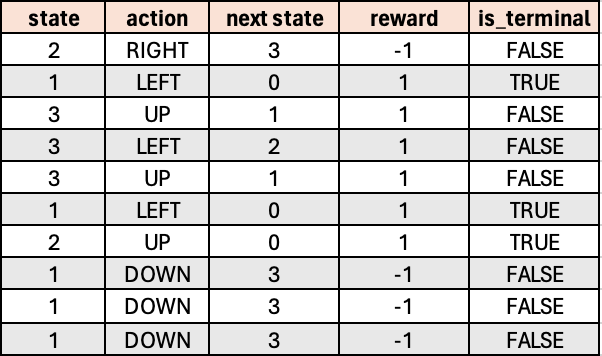 state action next state reward is_terminal
2 RIGHT 3 -1 FALSE
1 LEFT 0 1 TRUE
3 UP 1 1 FALSE
3 LEFT 2 1 FALSE
3 UP 1 1 FALSE
1 LEFT 0 1 TRUE
2 UP 0 1 TRUE
1 DOWN 3 -1 FALSE
1 DOWN 3 -1 FALSE
1 DOWN 3 -1 FALSE